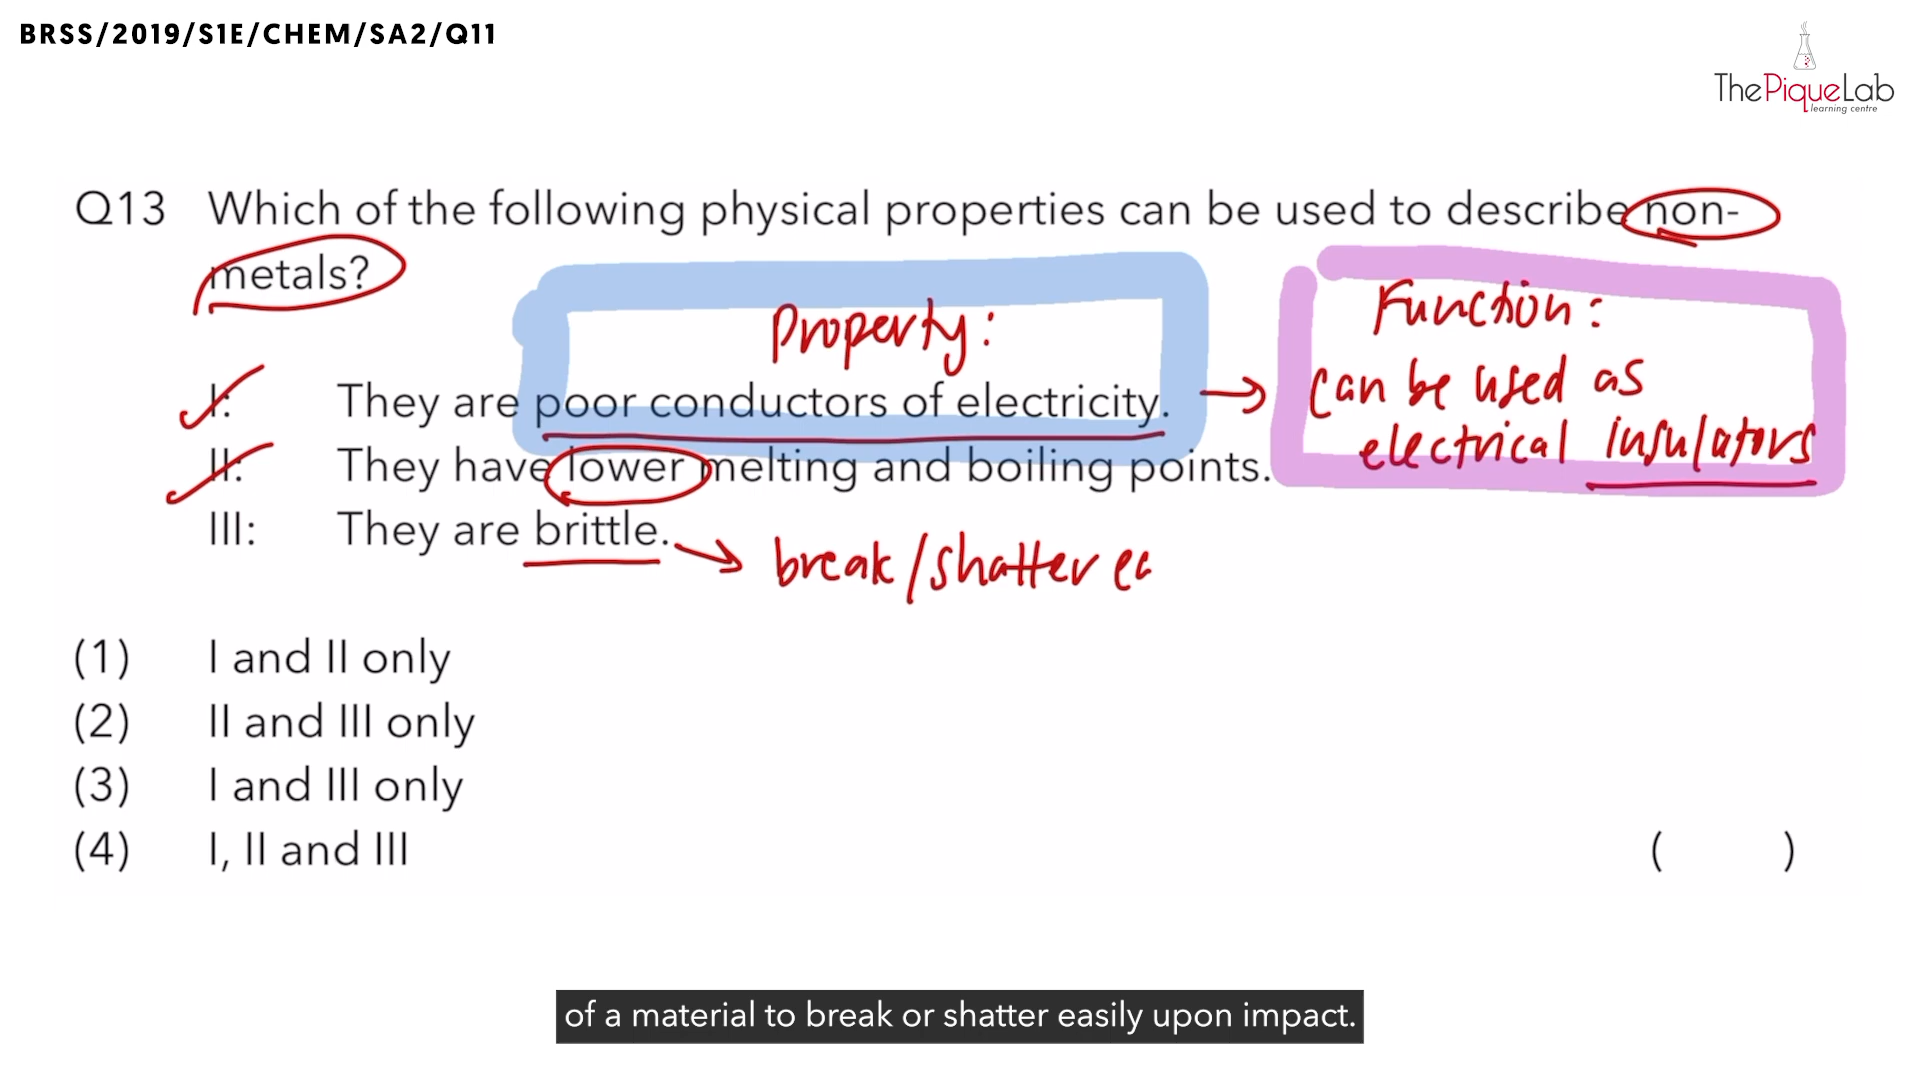 BRSS/2019/S1E/CHEM/SA2/Q11
ThePiqueLab
learning centre
Q13 Which of the following physical properties can be used to describe non-
metals?
Property:
Function:
can be used as
electrical insulators
I: They are poor conductors of electricity. →
II: They have lower melting and boiling points.
III: They are brittle. → break/shatter ea
(1) I and II only
(2) II and III only
(3) I and III only
(4) I, II and III ( )
of a material to break or shatter easily upon impact.